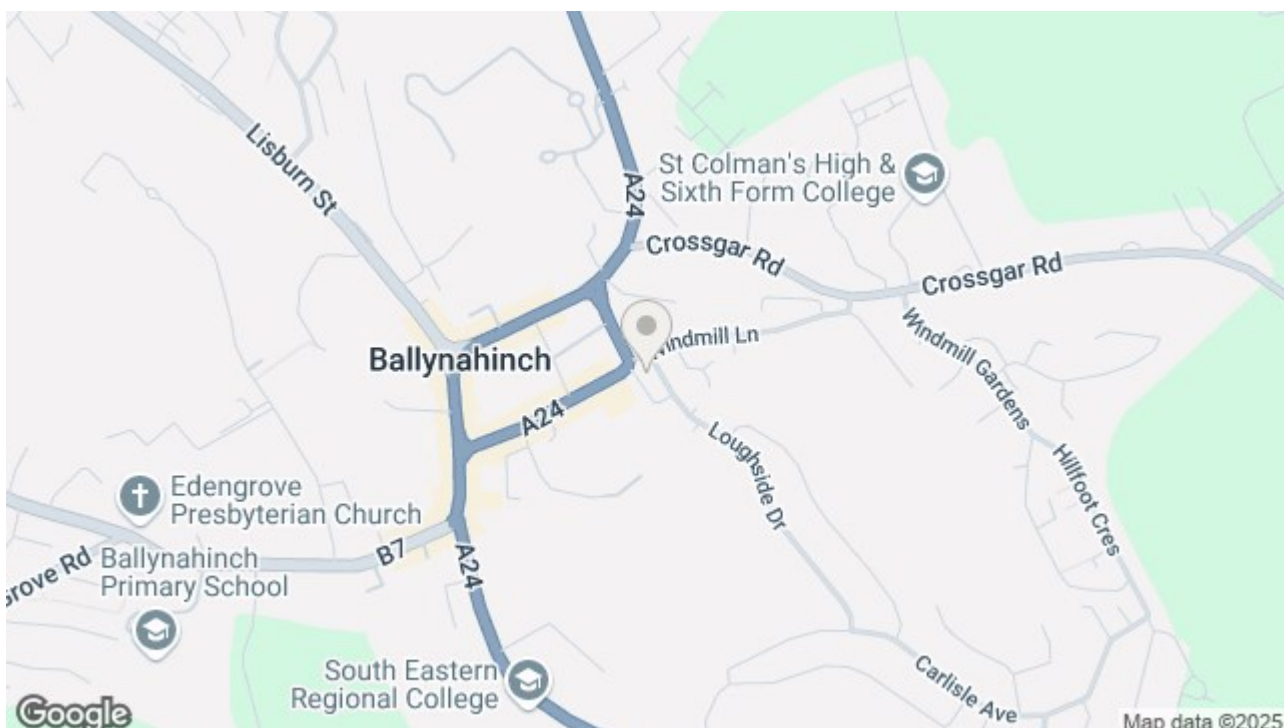 Lisburn St
A24
St Colman's High &
Sixth Form College
Crossgar Rd
Crossgar Rd
Windmill Gardens
Ballynahinch
A24
Loughside Dr
Hillfoot Cres
Edengrove
Presbyterian Church
Ballynahinch
Primary School
B7
A24
South Eastern
Regional College
Carlisle Ave
Google
Map data ©2025